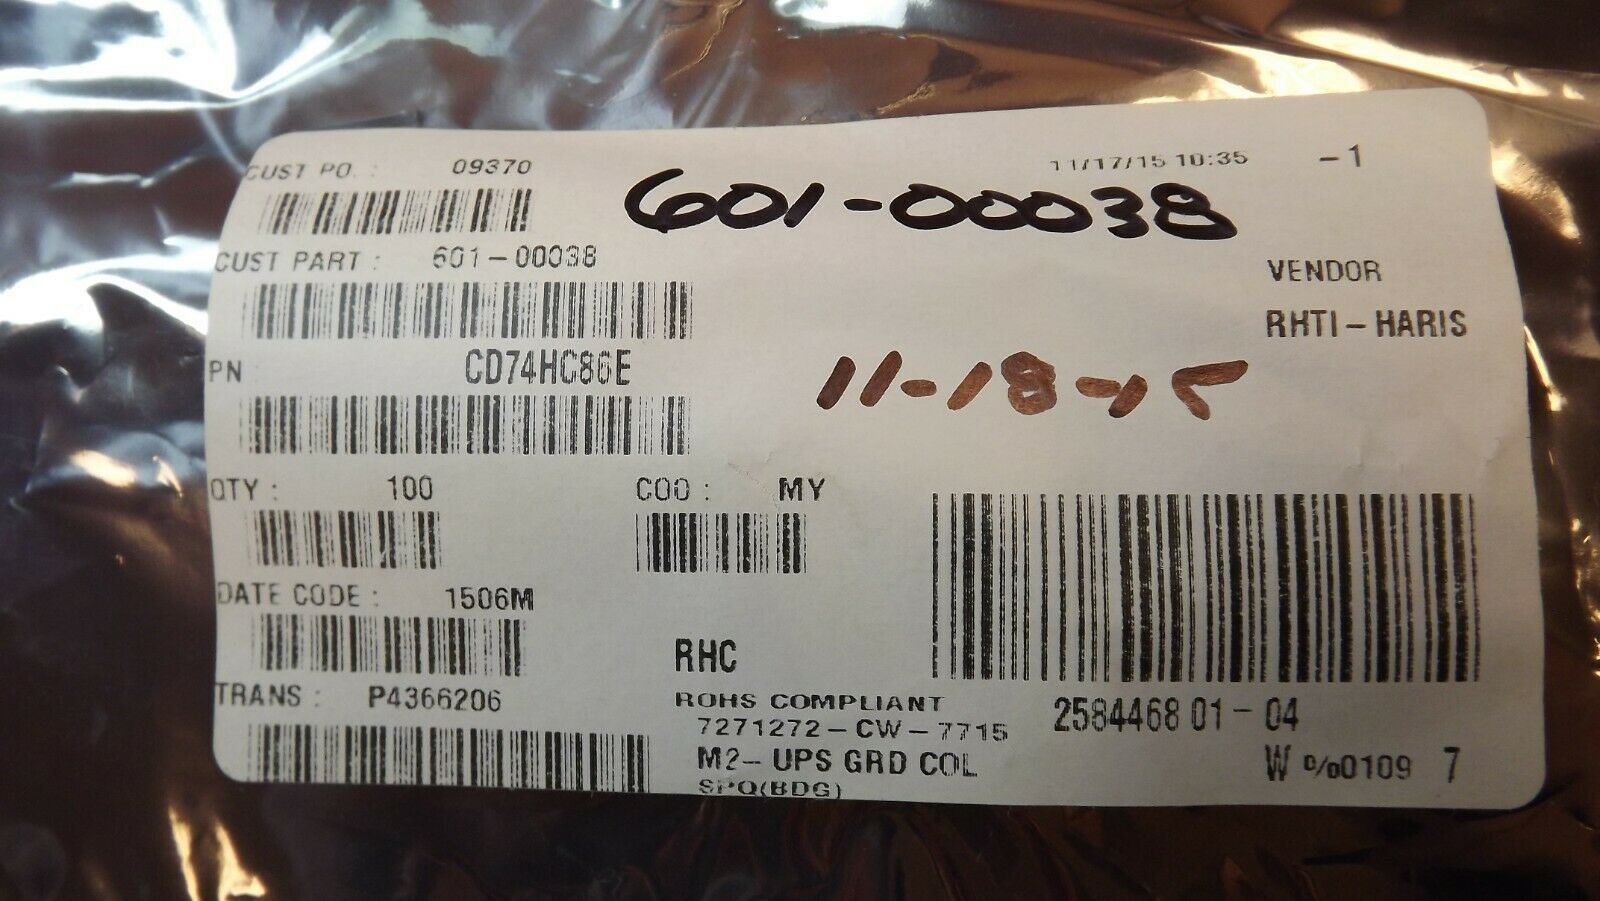 CUST PO. : 09370
11/17/15 10:35 -1
601-00038
CUST PART : 601-00038
VENDOR
RHTI-HARIS
PN CD74HC86E
11-18-15
QTY : 100
COO : MY
DATE CODE : 1506M
RHC
TRANS : P4366206
ROHS COMPLIANT
7271272-CW-7715
M2- UPS GRD COL
SPQ(BDG)
2584468 01- 04
W %0109 7